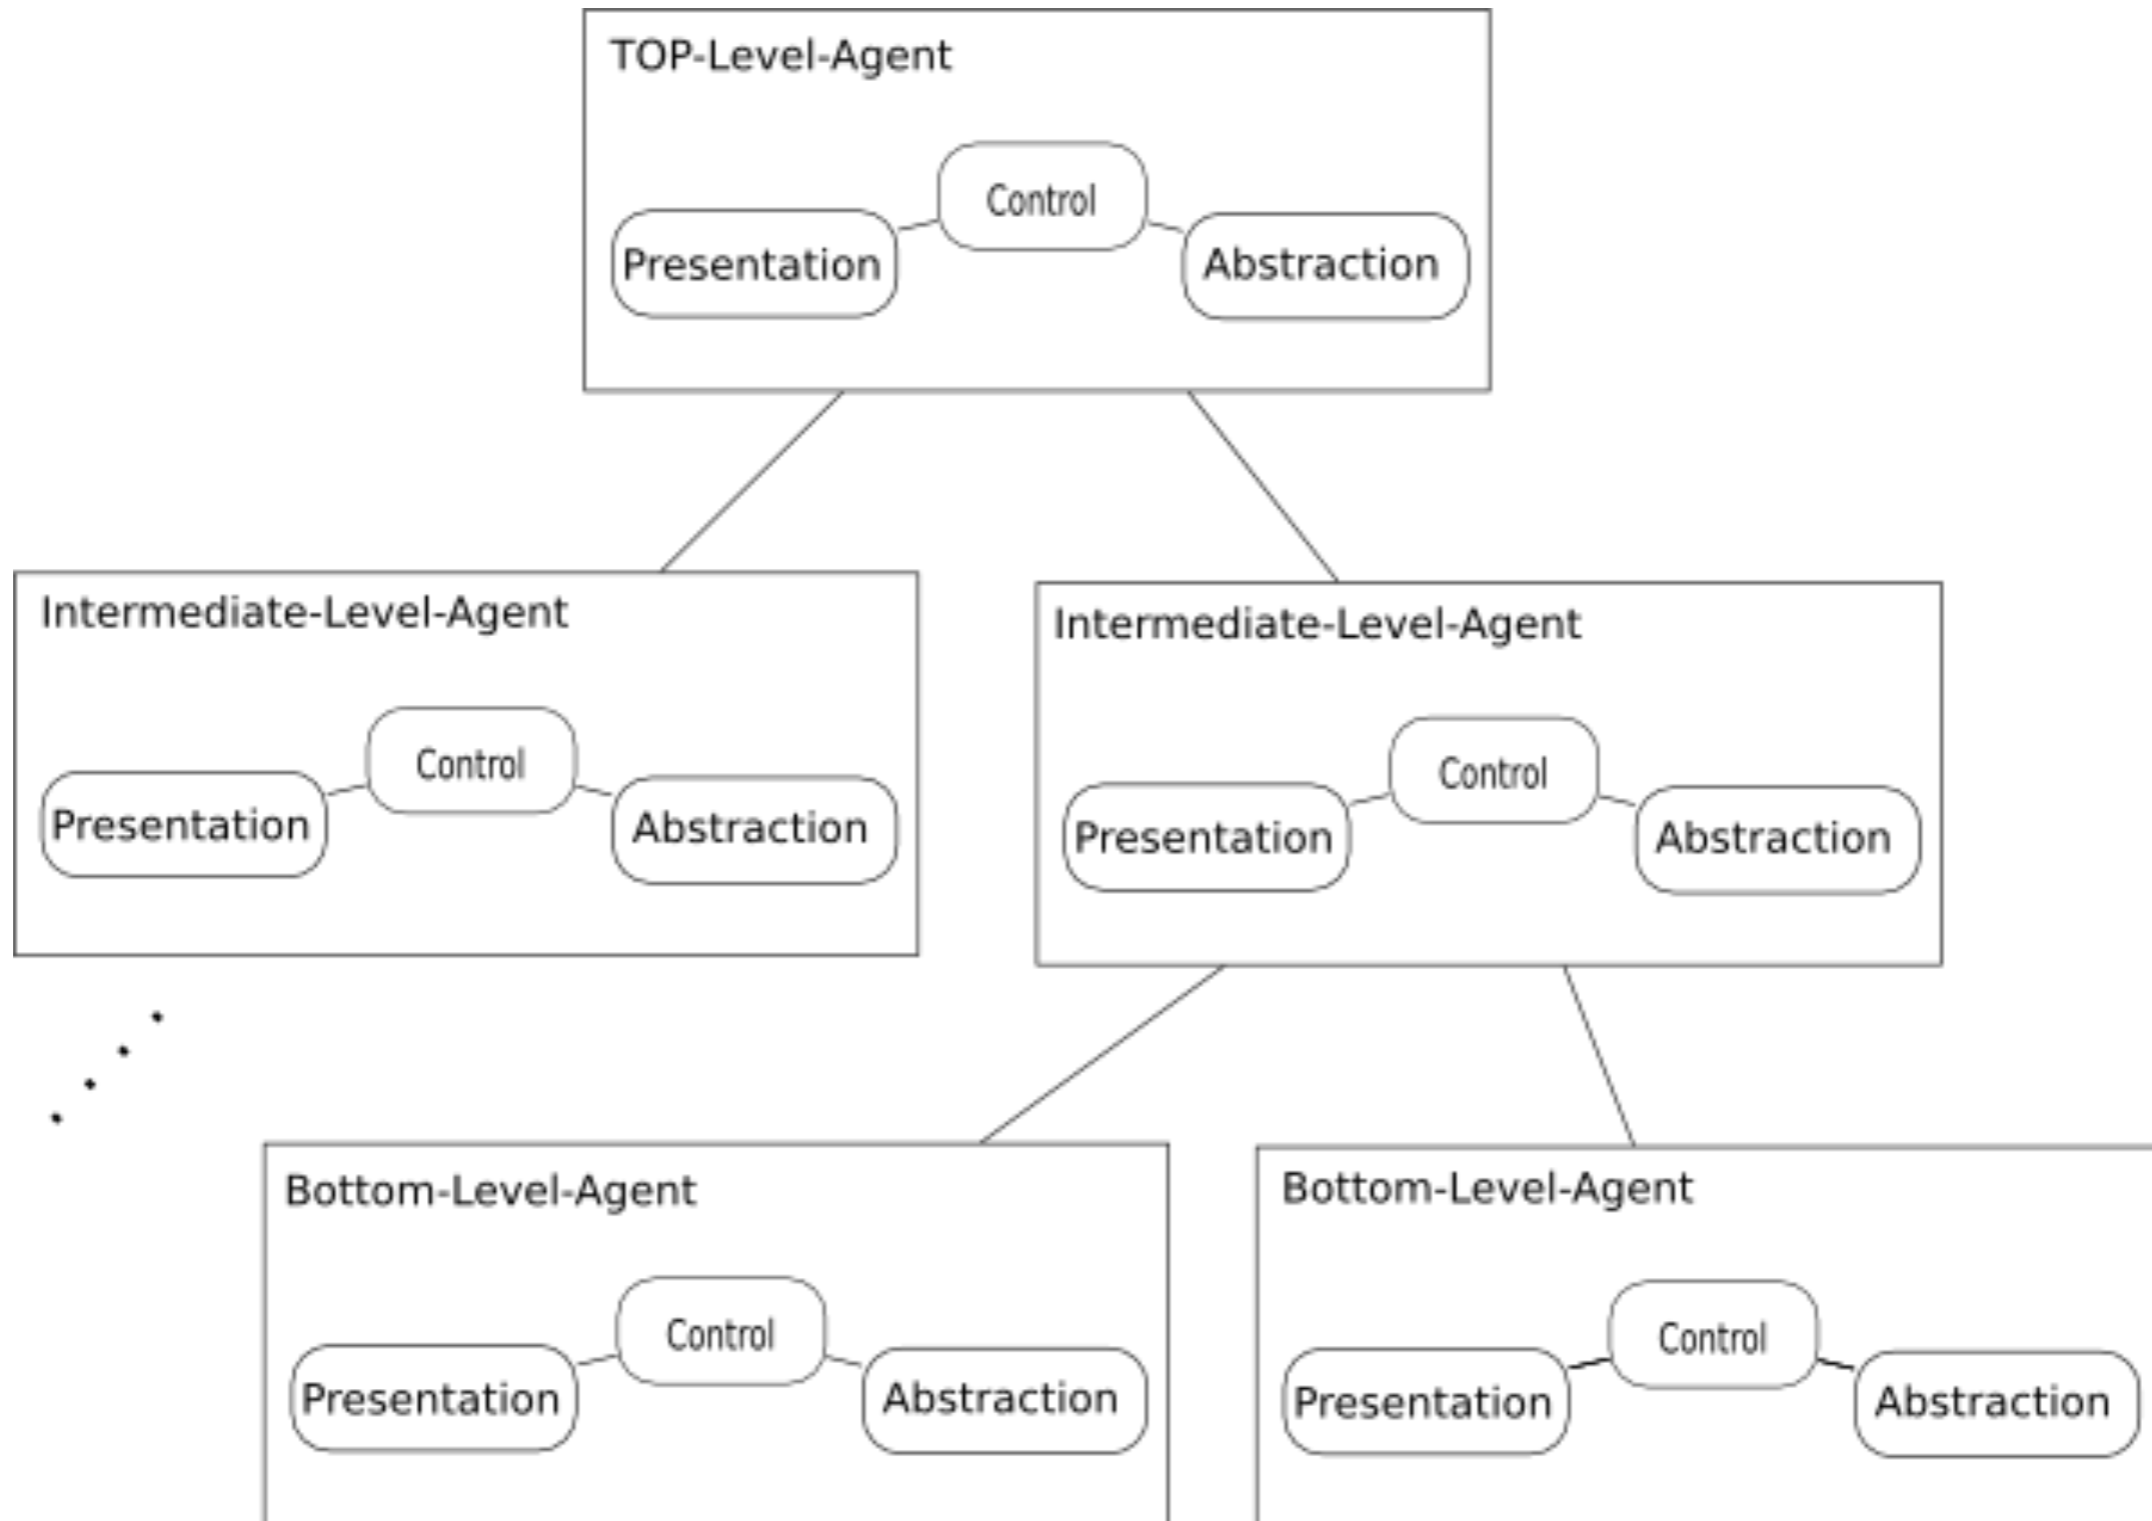 TOP-Level-Agent
Control
Presentation
Abstraction
Intermediate-Level-Agent
Control
Presentation
Abstraction
Intermediate-Level-Agent
Control
Presentation
Abstraction
Bottom-Level-Agent
Control
Presentation
Abstraction
Bottom-Level-Agent
Control
Presentation
Abstraction